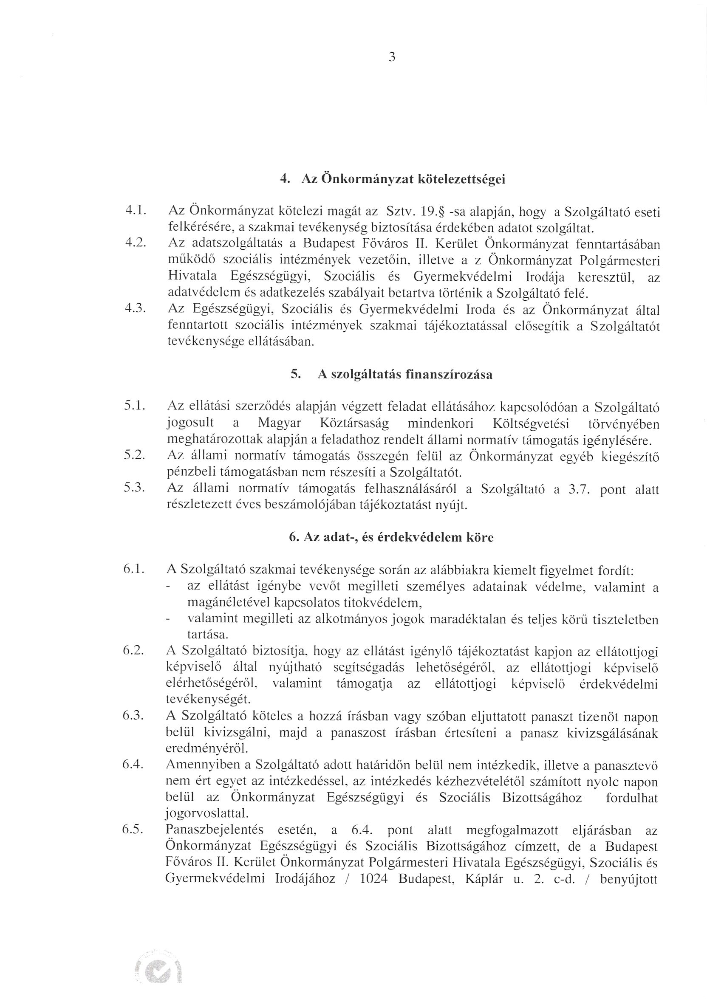 3
4. Az Önkormányzat kötelezettségei
4.1. Az Önkormányzat kötelezi magát az Sztv. 19.§ -sa alapján, hogy a Szolgáltató eseti
felkérésére, a szakmai tevékenység biztosítása érdekében adatot szolgáltat.
4.2. Az adatszolgáltatás a Budapest Főváros II. Kerület Önkormányzat fenntartásában
működő szociális intézmények vezetőin, illetve a z Önkormányzat Polgármesteri
Hivatala Egészségügyi, Szociális és Gyermekvédelmi Irodája keresztül, az
adatvédelem és adatkezelés szabályait betartva történik a Szolgáltató felé.
4.3. Az Egészségügyi, Szociális és Gyermekvédelmi Iroda és az Önkormányzat által
fenntartott szociális intézmények szakmai tájékoztatással elősegítik a Szolgáltatót
tevékenysége ellátásában.
5. A szolgáltatás finanszírozása
5.1. Az ellátási szerződés alapján végzett feladat ellátásához kapcsolódóan a Szolgáltató
jogosult a Magyar Köztársaság mindenkori Költségvetési törvényében
meghatározottak alapján a feladathoz rendelt állami normatív támogatás igénylésére.
5.2. Az állami normatív támogatás összegén felül az Önkormányzat egyéb kiegészítő
pénzbeli támogatásban nem részesíti a Szolgáltatót.
5.3. Az állami normatív támogatás felhasználásáról a Szolgáltató a 3.7. pont alatt
részletezett éves beszámolójában tájékoztatást nyújt.
6. Az adat-, és érdekvédelem köre
6.1. A Szolgáltató szakmai tevékenysége során az alábbiakra kiemelt figyelmet fordít:
- az ellátást igénybe vevőt megilleti személyes adatainak védelme, valamint a
magánéletével kapcsolatos titokvédelem,
- valamint megilleti az alkotmányos jogok maradéktalan és teljes körű tiszteletben
tartása.
6.2. A Szolgáltató biztosítja, hogy az ellátást igénylő tájékoztatást kapjon az ellátottjogi
képviselő által nyújtható segítségadás lehetőségéről, az ellátottjogi képviselő
elérhetőségéről, valamint támogatja az ellátottjogi képviselő érdekvédelmi
tevékenységét.
6.3. A Szolgáltató köteles a hozzá írásban vagy szóban eljuttatott panaszt tizenöt napon
belül kivizsgálni, majd a panaszost írásban értesíteni a panasz kivizsgálásának
eredményéről.
6.4. Amennyiben a Szolgáltató adott határidőn belül nem intézkedik, illetve a panasztevő
nem ért egyet az intézkedéssel, az intézkedés kézhezvételétől számított nyolc napon
belül az Önkormányzat Egészségügyi és Szociális Bizottságához fordulhat
jogorvoslattal.
6.5. Panaszbejelentés esetén, a 6.4. pont alatt megfogalmazott eljárásban az
Önkormányzat Egészségügyi és Szociális Bizottságához címzett, de a Budapest
Főváros II. Kerület Önkormányzat Polgármesteri Hivatala Egészségügyi, Szociális és
Gyermekvédelmi Irodájához / 1024 Budapest, Káplár u. 2. c-d. / benyújtott